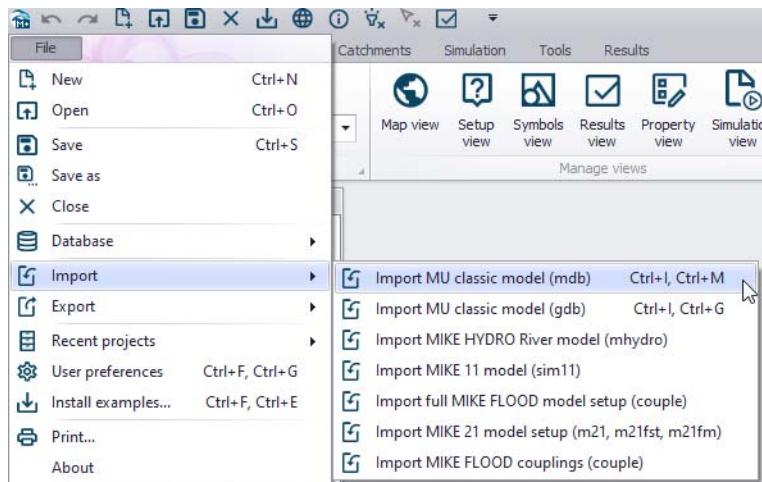 File
Catchments Simulation Tools Results
New Ctrl+N
Open Ctrl+O
Save Ctrl+S
Save as
Close
Database
Import
Export
Recent projects
User preferences Ctrl+F, Ctrl+G
Install examples... Ctrl+F, Ctrl+E
Print...
About
Map view
Setup view
Symbols view
Results view
Property view
view
Manage views
Import MU classic model (mdb) Ctrl+I, Ctrl+M
Import MU classic model (gdb) Ctrl+I, Ctrl+G
Import MIKE HYDRO River model (mhydro)
Import MIKE 11 model (sim11)
Import full MIKE FLOOD model setup (couple)
Import MIKE 21 model setup (m21, m21fst, m21fm)
Import MIKE FLOOD couplings (couple)